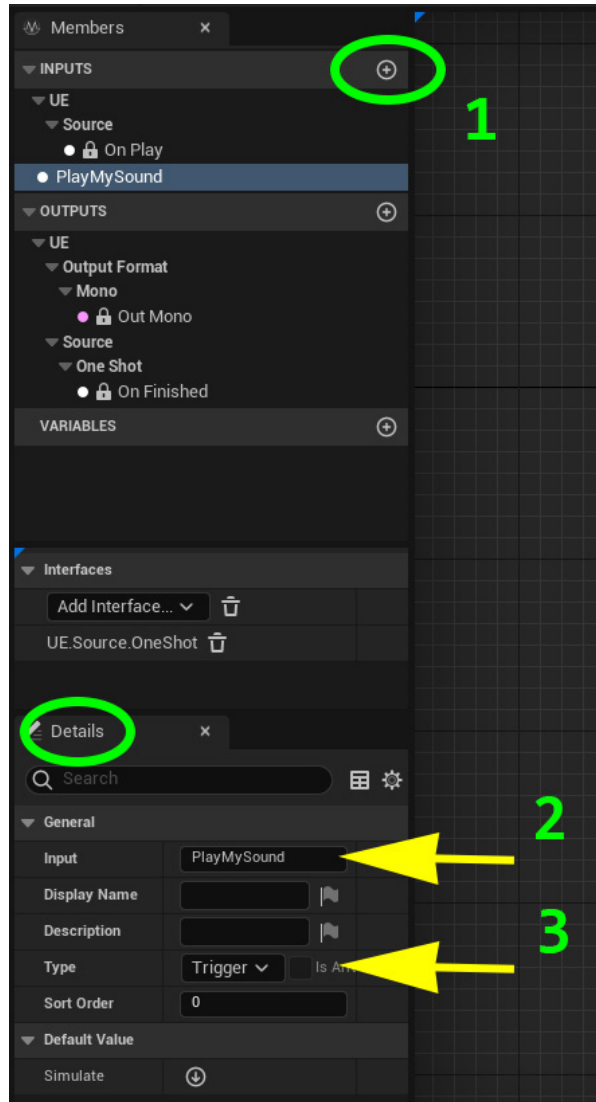 Members
INPUTS
1
UE
Source
On Play
PlayMySound
OUTPUTS
UE
Output Format
Mono
Out Mono
Source
One Shot
On Finished
VARIABLES
Interfaces
Add Interface...
UE.Source.OneShot
Details
Search
General
2
Input PlayMySound
Display Name
Description
3
Type Trigger Is
Sort Order 0
Default Value
Simulate